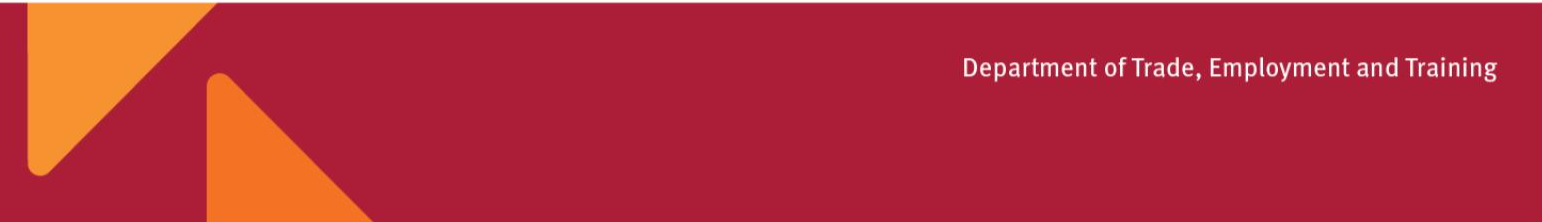 Department of Trade, Employment and Training